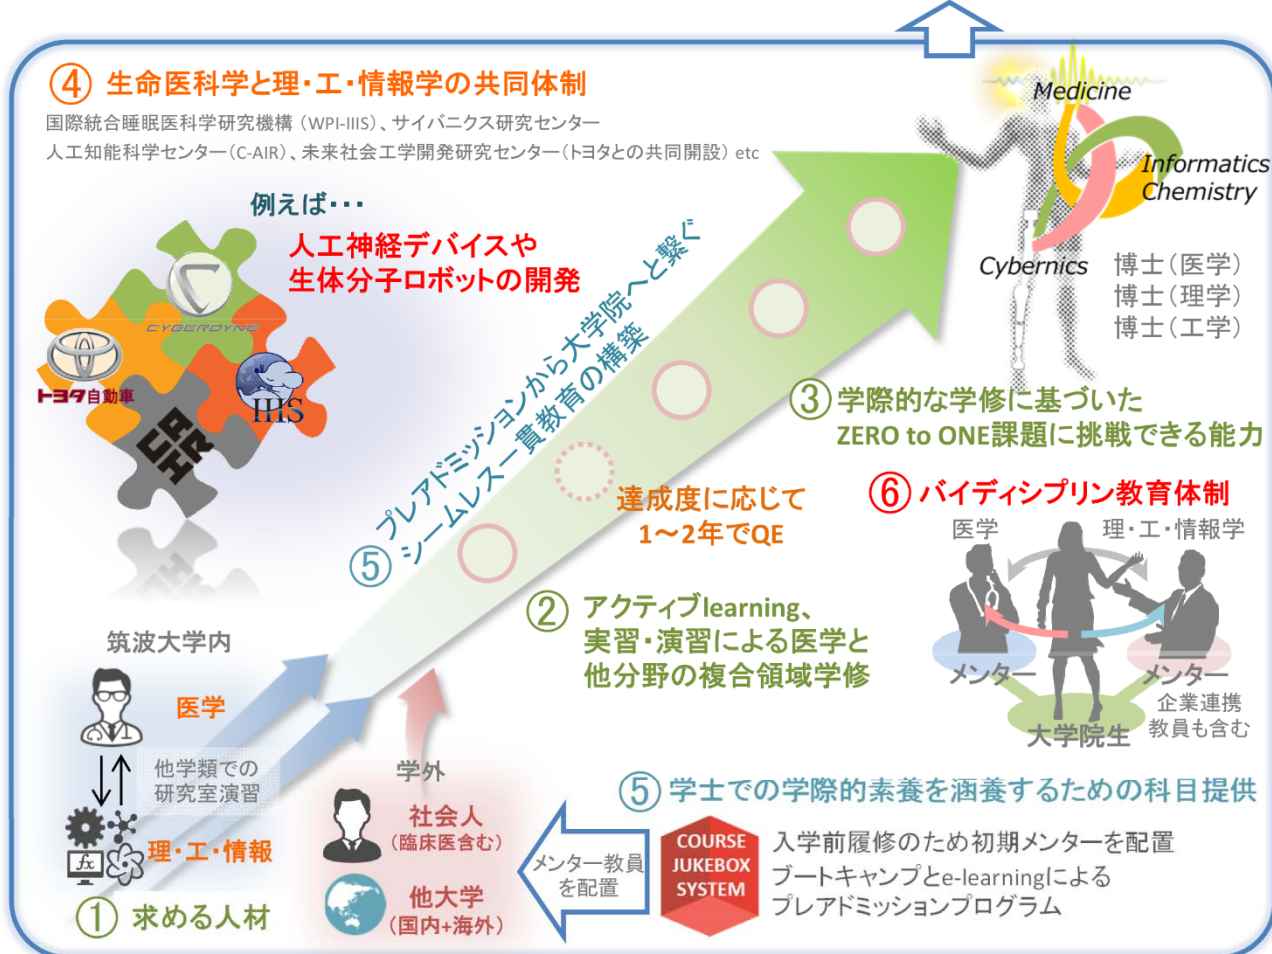 ④ 生命医科学と理・工・情報学の共同体制
国際統合睡眠医科学研究機構（WPI-IIIS）、サイバニクス研究センター
人工知能科学センター（C-AIR）、未来社会工学開発研究センター（トヨタとの共同開設）etc
例えば・・・
人工神経デバイスや
生体分子ロボットの開発
CYBERDYNE
トヨタ自動車
IIIS
C-AIR
Medicine
Informatics
Chemistry
Cybernics
博士（医学）
博士（理学）
博士（工学）
③ 学際的な学修に基づいた
ZERO to ONE課題に挑戦できる能力
⑤ プレアドミッションから大学院へと繋ぐ
シームレス一貫教育の構築
達成度に応じて
1～2年でQE
⑥ バイディシプリン教育体制
医学
理・工・情報学
メンター
メンター
企業連携
教員も含む
大学院生
② アクティブlearning、
実習・演習による医学と
他分野の複合領域学修
筑波大学内
医学
他学類での
研究室演習
fx
理・工・情報
① 求める人材
学外
社会人
（臨床医含む）
他大学
（国内+海外）
メンター教員
を配置
⑤ 学士での学際的素養を涵養するための科目提供
COURSE
JUKEBOX
SYSTEM
入学前履修のため初期メンターを配置
ブートキャンプとe-learningによる
プレアドミッションプログラム